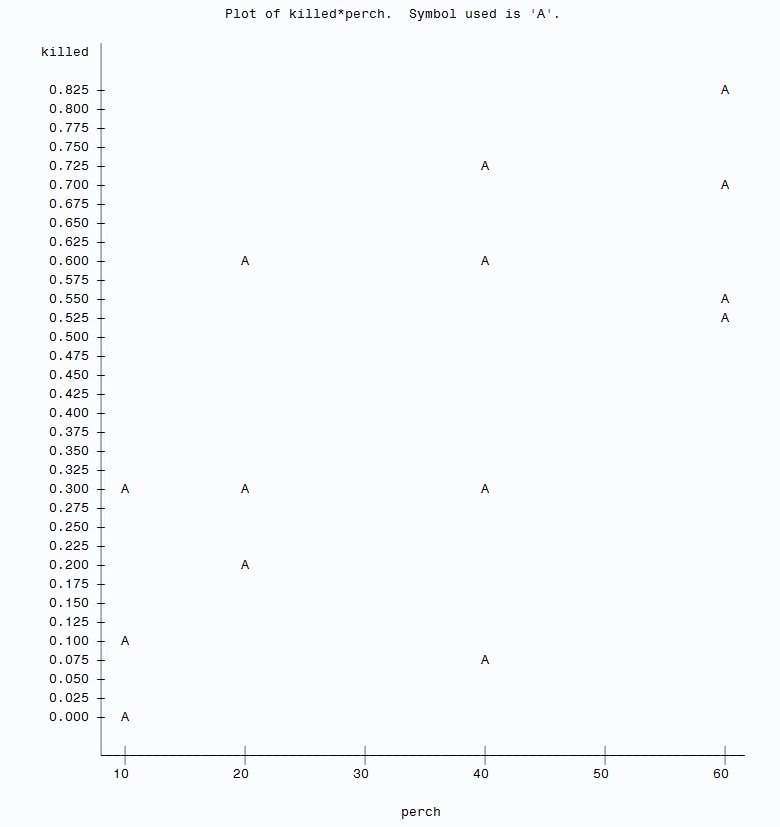 Plot of killed*perch.  Symbol used is 'A'.
killed
0.825 A
0.800
0.775
0.750
0.725 A
0.700 A
0.675
0.650
0.625
0.600 A A
0.575
0.550 A
0.525 A
0.500
0.475
0.450
0.425
0.400
0.375
0.350
0.325
0.300 A A A
0.275
0.250
0.225
0.200 A
0.175
0.150
0.125
0.100 A
0.075 A
0.050
0.025
0.000 A
10 20 30 40 50 60
perch